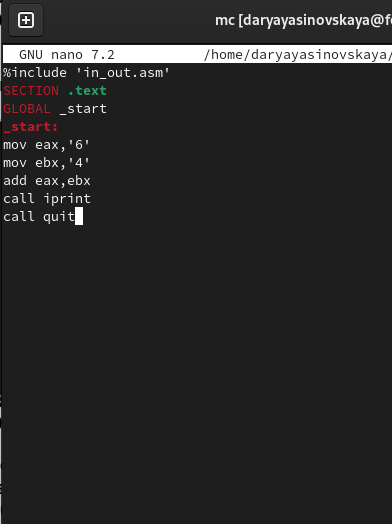 mc [daryayasinovskaya@f
GNU nano 7.2 /home/daryayasinovskaya/
%include 'in_out.asm'
SECTION .text
GLOBAL _start
_start:
mov eax,'6'
mov ebx,'4'
add eax,ebx
call iprint
call quit